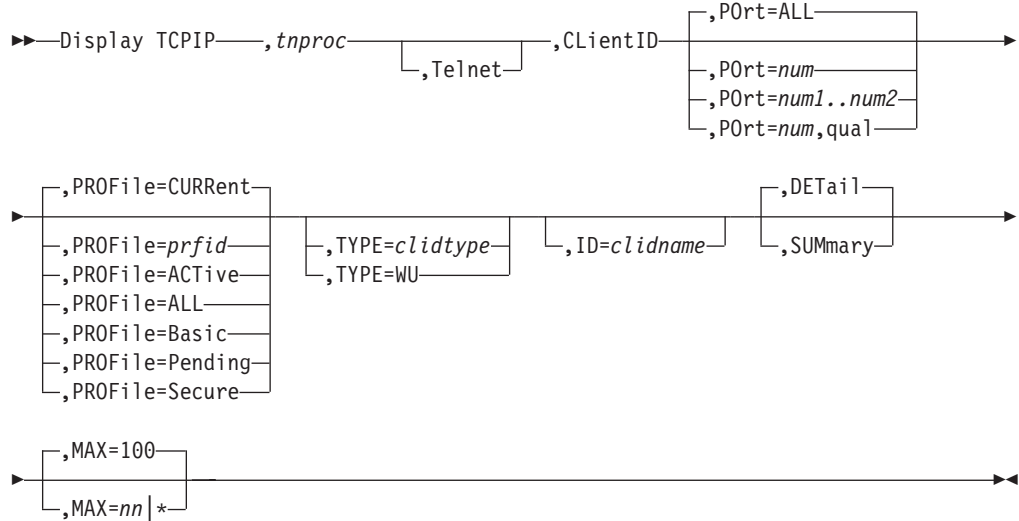 ,POrt=ALL
Display TCPIP ,tnproc ,Telnet ,CLientID ,POrt=num
,POrt=num1..num2
,POrt=num,qual
,PROFile=CURRent ,DETail
,PROFile=prfid ,TYPE=clidtype ,ID=clidname ,SUMmary
,PROFile=ACTive ,TYPE=WU
,PROFile=ALL
,PROFile=Basic
,PROFile=Pending
,PROFile=Secure
,MAX=100
,MAX=nn|*